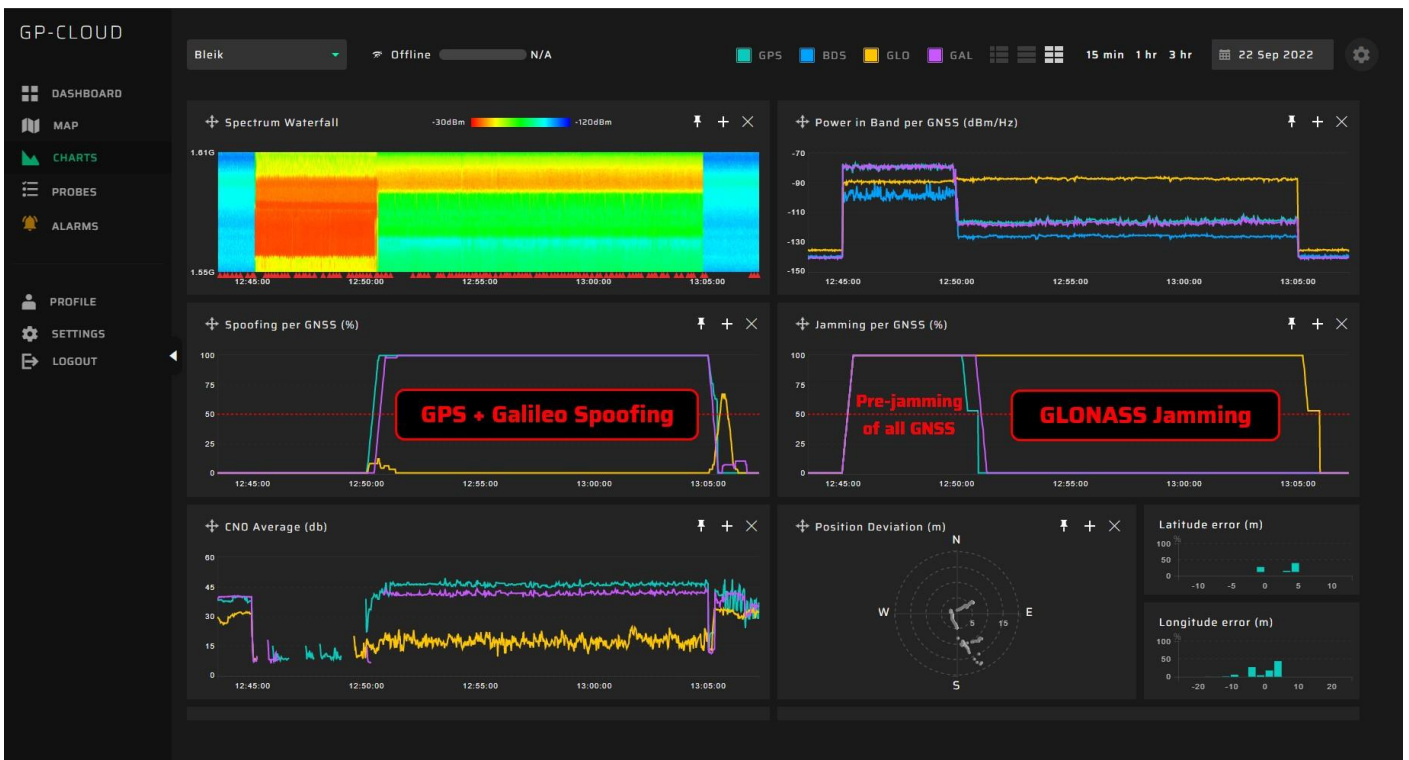 GP-CLOUD
DASHBOARD
MAP
CHARTS
PROBES
ALARMS
PROFILE
SETTINGS
LOGOUT
Bleik
Offline N/A
GPS BDS GLO GAL
15 min 1 hr 3 hr
22 Sep 2022
Spectrum Waterfall
-30dBm -120dBm
1.61G
1.55G
12:45:00 12:50:00 12:55:00 13:00:00 13:05:00
Power in Band per GNSS (dBm/Hz)
-70
-90
-110
-130
-150
12:45:00 12:50:00 12:55:00 13:00:00 13:05:00
Spoofing per GNSS (%)
100
75
50
25
0
GPS + Galileo Spoofing
12:45:00 12:50:00 12:55:00 13:00:00 13:05:00
Jamming per GNSS (%)
100
75
50
25
0
Pre-jamming
of all GNSS
GLONASS Jamming
12:45:00 12:50:00 12:55:00 13:00:00 13:05:00
CN0 Average (db)
60
45
30
15
0
12:45:00 12:50:00 12:55:00 13:00:00 13:05:00
Position Deviation (m)
N
W E
5 15
S
Latitude error (m)
%
100
50
0
-10 -5 0 5 10
Longitude error (m)
%
100
50
0
-20 -10 0 10 20